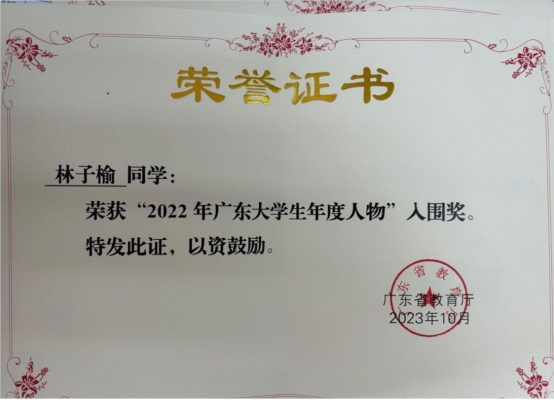 荣誉证书
林子榆 同学：
荣获“2022年广东大学生年度人物”入围奖。
特发此证，以资鼓励。
广东省教育厅
广东省教育厅
2023年10月